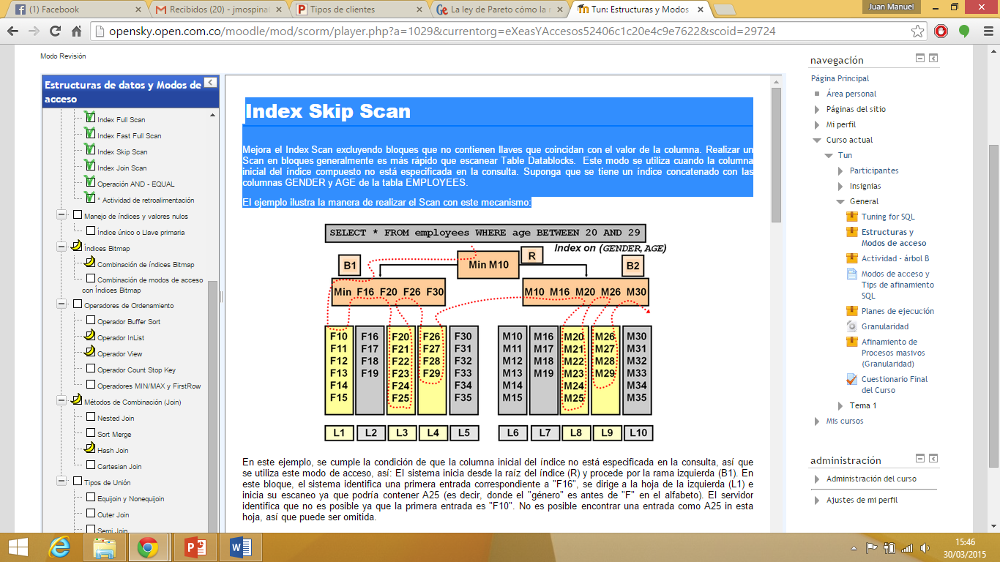 (1) Facebook
Recibidos (20) - jmospina
Tipos de clientes
La ley de Pareto cómo la
Tun: Estructuras y Modos
Juan Manuel
opensky.open.com.co/moodle/mod/scorm/player.php?a=1029&currentorg=eXeasYAccesos52406c1c20e4c9e7622&scoid=29724
Modo Revisión
Estructuras de datos y Modos de
acceso
Index Full Scan
Index Fast Full Scan
Index Skip Scan
Index Join Scan
Operación AND - EQUAL
* Actividad de retroalimentación
Manejo de índices y valores nulos
Índice único o Llave primaria
Índices Bitmap
Combinación de índices Bitmap
Combinación de modos de acceso
con Índices Bitmap
Operadores de Ordenamiento
Operador Buffer Sort
Operador InList
Operador View
Operador Count Stop Key
Operadores MIN/MAX y FirstRow
Métodos de Combinación (Join)
Nested Join
Sort Merge
Hash Join
Cartesian Join
Tipos de Unión
Equijoin y Nonequijoin
Outer Join
Semi Join
Index Skip Scan
Mejora el Index Scan excluyendo bloques que no contienen llaves que coincidan con el valor de la columna. Realizar un
Scan en bloques generalmente es más rápido que escanear Table Datablocks. Este modo se utiliza cuando la columna
inicial del índice compuesto no está especificada en la consulta. Suponga que se tiene un índice concatenado con las
columnas GENDER y AGE de la tabla EMPLOYEES.
El ejemplo ilustra la manera de realizar el Scan con este mecanismo:
SELECT * FROM employees WHERE age BETWEEN 20 AND 29
Index on (GENDER, AGE)
B1 Min M10 R B2
Min F16 F20 F26 F30 M10 M16 M20 M26 M30
F10 F16 F20 F26 F30 M10 M16 M20 M26 M30
F11 F17 F21 F27 F31 M11 M17 M21 M27 M31
F12 F18 F22 F28 F32 M12 M18 M22 M28 M32
F13 F19 F23 F29 F33 M13 M19 M23 M29 M33
F14 F24 F34 M14 M24 M34
F15 F25 F35 M15 M25 M35
L1 L2 L3 L4 L5 L6 L7 L8 L9 L10
En este ejemplo, se cumple la condición de que la columna inicial del índice no está especificada en la consulta, así que
se utiliza este modo de acceso, así: El sistema inicia desde la raíz del índice (R) y procede por la rama izquierda (B1). En
este bloque, el sistema identifica una primera entrada correspondiente a "F16", se dirige a la hoja de la izquierda (L1) e
inicia su escaneo ya que podría contener A25 (es decir, donde el "género" es antes de "F" en el alfabeto). El servidor
identifica que no es posible ya que la primera entrada es "F10". No es posible encontrar una entrada como A25 in esta
hoja, así que puede ser omitida.
navegación
Página Principal
Área personal
Páginas del sitio
Mi perfil
Curso actual
Tun
Participantes
Insignias
General
Tuning for SQL
Estructuras y
Modos de acceso
Actividad - árbol B
Modos de acceso y
Tips de afinamiento
SQL
Planes de ejecución
Granularidad
Afinamiento de
Procesos masivos
(Granularidad)
Cuestionario Final
del Curso
Tema 1
Mis cursos
administración
Administración del curso
Ajustes de mi perfil
15:46
30/03/2015